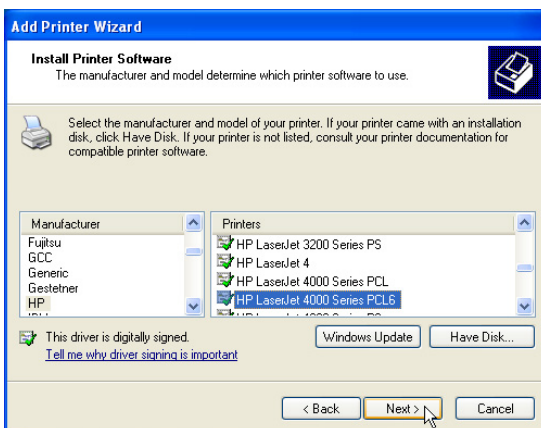 Add Printer Wizard
Install Printer Software
The manufacturer and model determine which printer software to use.
Select the manufacturer and model of your printer. If your printer came with an installation
disk, click Have Disk. If your printer is not listed, consult your printer documentation for
compatible printer software.
Manufacturer
Fujitsu
GCC
Generic
Gestetner
HP
Printers
HP LaserJet 3200 Series PS
HP LaserJet 4
HP LaserJet 4000 Series PCL
HP LaserJet 4000 Series PCL6
This driver is digitally signed.
Tell me why driver signing is important
Windows Update
Have Disk...
< Back
Next >
Cancel